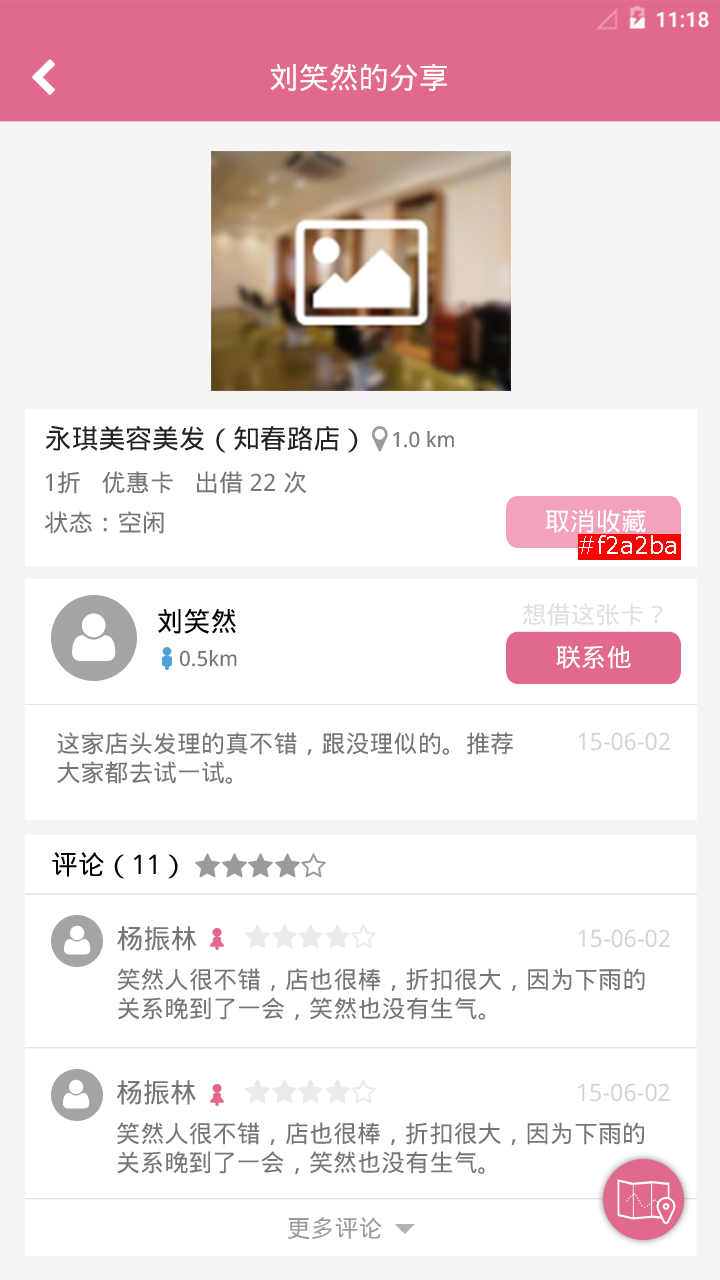 11:18
刘笑然的分享
永琪美容美发（知春路店） 1.0 km
1折 优惠卡 出借 22 次
状态：空闲
取消收藏
#f2a2ba
刘笑然
想借这张卡？
0.5km
联系他
这家店头发理的真不错，跟没理似的。推荐
大家都去试一试。
15-06-02
评论（11）
杨振林 15-06-02
笑然人很不错，店也很棒，折扣很大，因为下雨的
关系晚到了一会，笑然也没有生气。
杨振林 15-06-02
笑然人很不错，店也很棒，折扣很大，因为下雨的
关系晚到了一会，笑然也没有生气。
更多评论